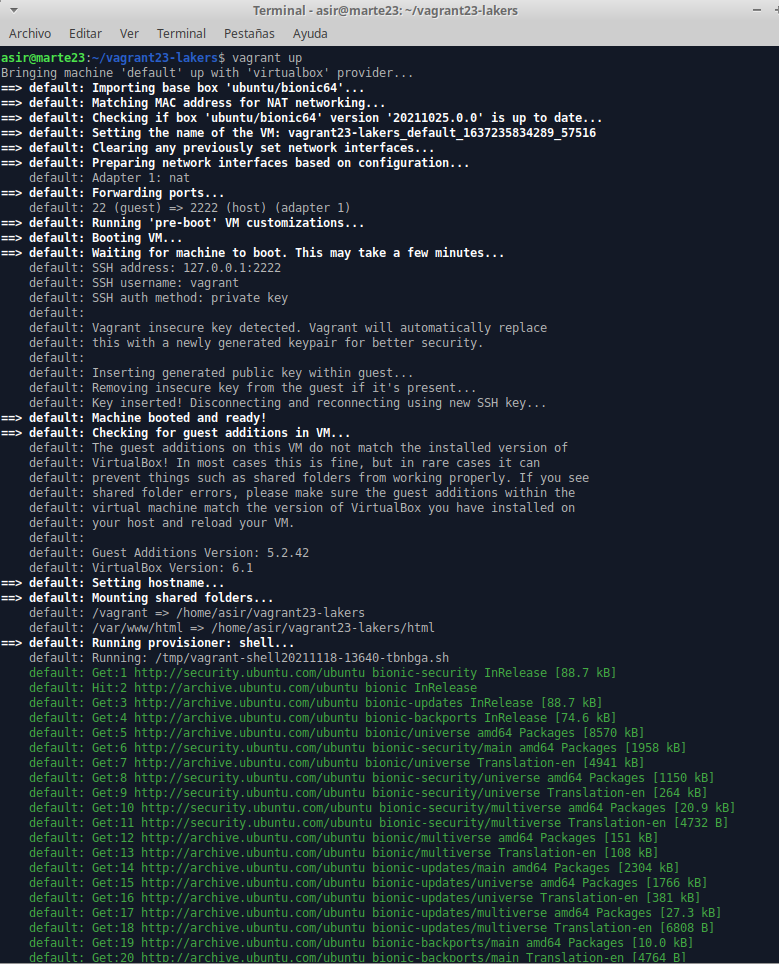 Terminal - asir@marte23: ~/vagrant23-lakers
Archivo Editar Ver Terminal Pestañas Ayuda
asir@marte23:~/vagrant23-lakers$ vagrant up
Bringing machine 'default' up with 'virtualbox' provider...
==> default: Importing base box 'ubuntu/bionic64'...
==> default: Matching MAC address for NAT networking...
==> default: Checking if box 'ubuntu/bionic64' version '20211025.0.0' is up to date...
==> default: Setting the name of the VM: vagrant23-lakers_default_1637235834289_57516
==> default: Clearing any previously set network interfaces...
==> default: Preparing network interfaces based on configuration...
    default: Adapter 1: nat
==> default: Forwarding ports...
    default: 22 (guest) => 2222 (host) (adapter 1)
==> default: Running 'pre-boot' VM customizations...
==> default: Booting VM...
==> default: Waiting for machine to boot. This may take a few minutes...
    default: SSH address: 127.0.0.1:2222
    default: SSH username: vagrant
    default: SSH auth method: private key
    default:
    default: Vagrant insecure key detected. Vagrant will automatically replace
    default: this with a newly generated keypair for better security.
    default:
    default: Inserting generated public key within guest...
    default: Removing insecure key from the guest if it's present...
    default: Key inserted! Disconnecting and reconnecting using new SSH key...
==> default: Machine booted and ready!
==> default: Checking for guest additions in VM...
    default: The guest additions on this VM do not match the installed version of
    default: VirtualBox! In most cases this is fine, but in rare cases it can
    default: prevent things such as shared folders from working properly. If you see
    default: shared folder errors, please make sure the guest additions within the
    default: virtual machine match the version of VirtualBox you have installed on
    default: your host and reload your VM.
    default:
    default: Guest Additions Version: 5.2.42
    default: VirtualBox Version: 6.1
==> default: Setting hostname...
==> default: Mounting shared folders...
    default: /vagrant => /home/asir/vagrant23-lakers
    default: /var/www/html => /home/asir/vagrant23-lakers/html
==> default: Running provisioner: shell...
    default: Running: /tmp/vagrant-shell20211118-13640-tbnbga.sh
    default: Get:1 http://security.ubuntu.com/ubuntu bionic-security InRelease [88.7 kB]
    default: Hit:2 http://archive.ubuntu.com/ubuntu bionic InRelease
    default: Get:3 http://archive.ubuntu.com/ubuntu bionic-updates InRelease [88.7 kB]
    default: Get:4 http://archive.ubuntu.com/ubuntu bionic-backports InRelease [74.6 kB]
    default: Get:5 http://archive.ubuntu.com/ubuntu bionic/universe amd64 Packages [8570 kB]
    default: Get:6 http://security.ubuntu.com/ubuntu bionic-security/main amd64 Packages [1958 kB]
    default: Get:7 http://archive.ubuntu.com/ubuntu bionic/universe Translation-en [4941 kB]
    default: Get:8 http://security.ubuntu.com/ubuntu bionic-security/universe amd64 Packages [1150 kB]
    default: Get:9 http://security.ubuntu.com/ubuntu bionic-security/universe Translation-en [264 kB]
    default: Get:10 http://security.ubuntu.com/ubuntu bionic-security/multiverse amd64 Packages [20.9 kB]
    default: Get:11 http://security.ubuntu.com/ubuntu bionic-security/multiverse Translation-en [4732 B]
    default: Get:12 http://archive.ubuntu.com/ubuntu bionic/multiverse amd64 Packages [151 kB]
    default: Get:13 http://archive.ubuntu.com/ubuntu bionic/multiverse Translation-en [108 kB]
    default: Get:14 http://archive.ubuntu.com/ubuntu bionic-updates/main amd64 Packages [2304 kB]
    default: Get:15 http://archive.ubuntu.com/ubuntu bionic-updates/universe amd64 Packages [1766 kB]
    default: Get:16 http://archive.ubuntu.com/ubuntu bionic-updates/universe Translation-en [381 kB]
    default: Get:17 http://archive.ubuntu.com/ubuntu bionic-updates/multiverse amd64 Packages [27.3 kB]
    default: Get:18 http://archive.ubuntu.com/ubuntu bionic-updates/multiverse Translation-en [6808 B]
    default: Get:19 http://archive.ubuntu.com/ubuntu bionic-backports/main amd64 Packages [10.0 kB]
    default: Get:20 http://archive.ubuntu.com/ubuntu bionic-backports/main Translation-en [4764 B]